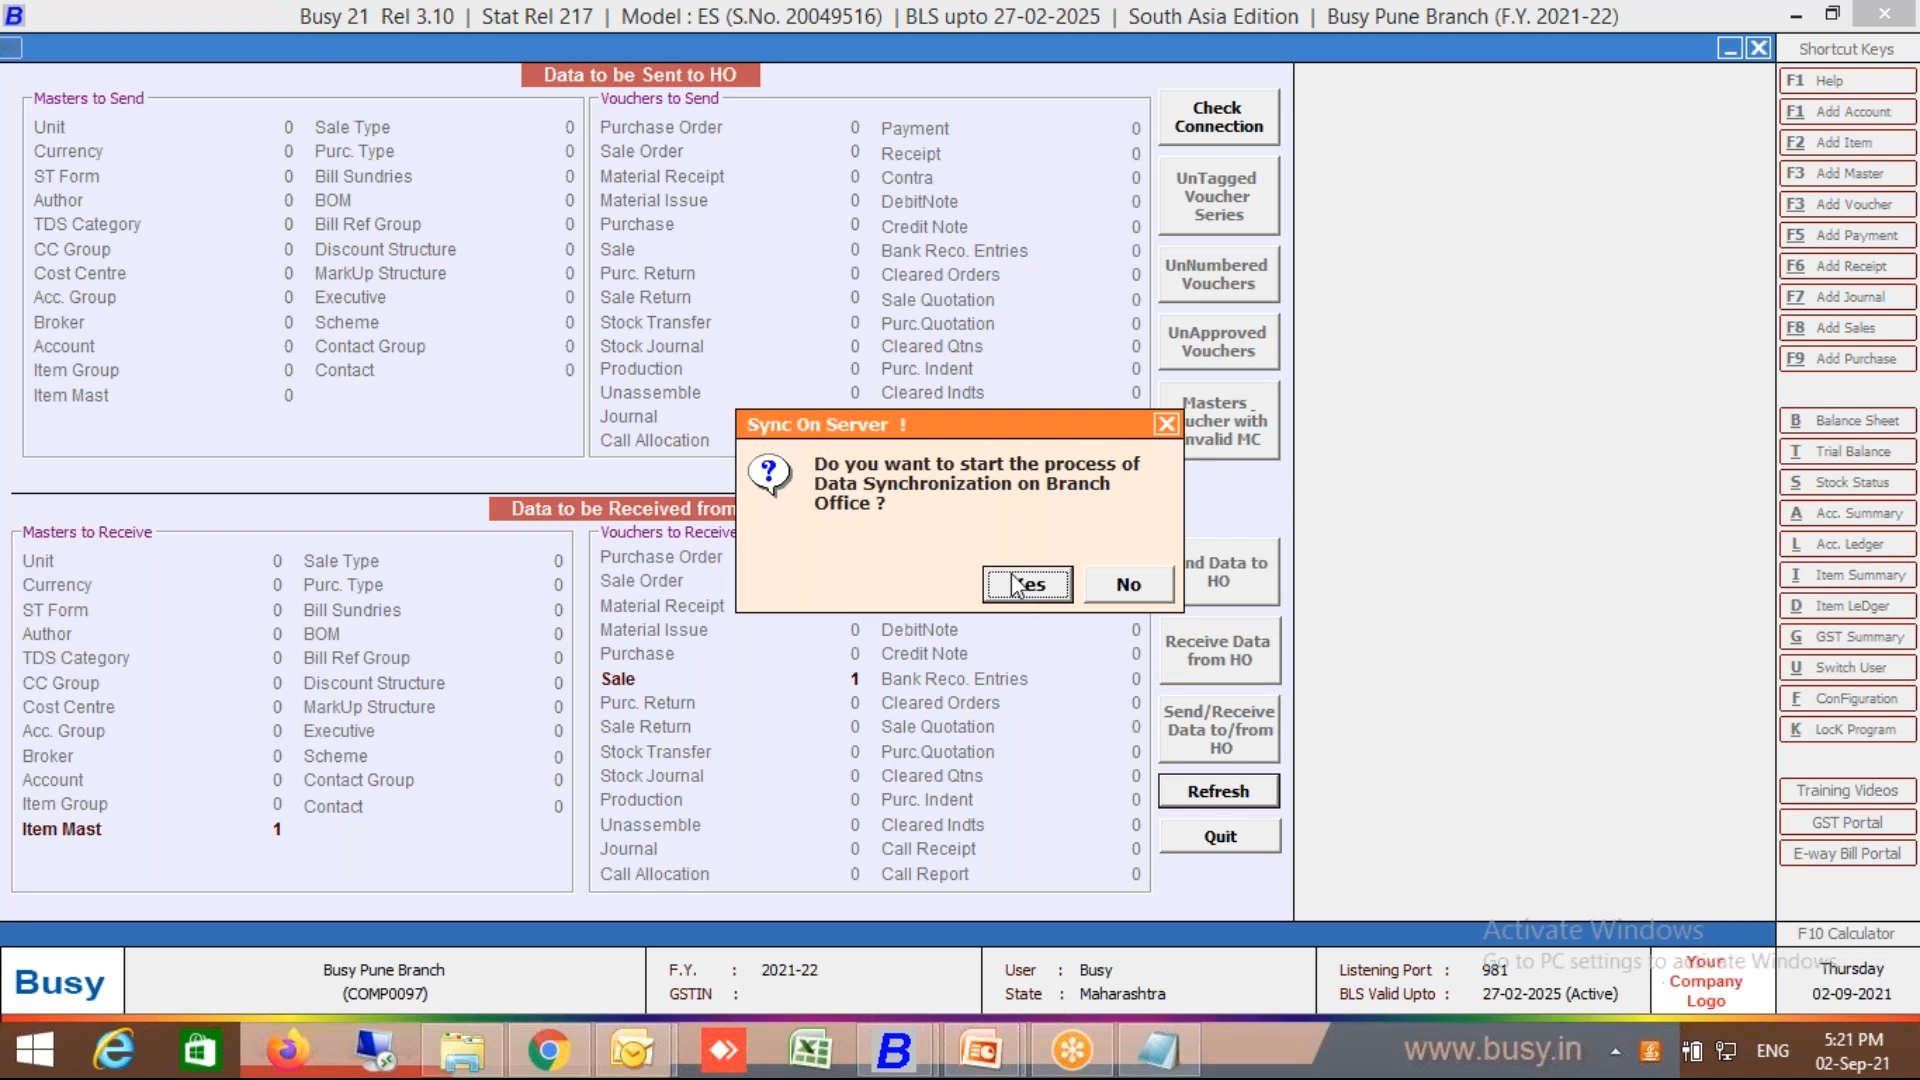 B
Busy 21 Rel 3.10 | Stat Rel 217 | Model : ES (S.No. 20049516) | BLS upto 27-02-2025 | South Asia Edition | Busy Pune Branch (F.Y. 2021-22)
Shortcut Keys
Data to be Sent to HO
Masters to Send
Unit 0 Sale Type 0
Currency 0 Purc. Type 0
ST Form 0 Bill Sundries 0
Author 0 BOM 0
TDS Category 0 Bill Ref Group 0
CC Group 0 Discount Structure 0
Cost Centre 0 MarkUp Structure 0
Acc. Group 0 Executive 0
Broker 0 Scheme 0
Account 0 Contact Group 0
Item Group 0 Contact 0
Item Mast 0
Vouchers to Send
Purchase Order 0 Payment 0
Sale Order 0 Receipt 0
Material Receipt 0 Contra 0
Material Issue 0 DebitNote 0
Purchase 0 Credit Note 0
Sale 0 Bank Reco. Entries 0
Purc. Return 0 Cleared Orders 0
Sale Return 0 Sale Quotation 0
Stock Transfer 0 Purc.Quotation 0
Stock Journal 0 Cleared Qtns 0
Production 0 Purc. Indent 0
Unassemble 0 Cleared Indts 0
Journal
Call Allocation
Check
Connection
UnTagged
Voucher
Series
UnNumbered
Vouchers
UnApproved
Vouchers
Masters
ucher with
nvalid MC
Sync On Server !
Do you want to start the process of
Data Synchronization on Branch
Office ?
es No
Data to be Received from
Masters to Receive
Unit 0 Sale Type 0
Currency 0 Purc. Type 0
ST Form 0 Bill Sundries 0
Author 0 BOM 0
TDS Category 0 Bill Ref Group 0
CC Group 0 Discount Structure 0
Cost Centre 0 MarkUp Structure 0
Acc. Group 0 Executive 0
Broker 0 Scheme 0
Account 0 Contact Group 0
Item Group 0 Contact 0
Item Mast 1
Vouchers to Receive
Purchase Order
Sale Order
Material Receipt
Material Issue 0 DebitNote 0
Purchase 0 Credit Note 0
Sale 1 Bank Reco. Entries 0
Purc. Return 0 Cleared Orders 0
Sale Return 0 Sale Quotation 0
Stock Transfer 0 Purc.Quotation 0
Stock Journal 0 Cleared Qtns 0
Production 0 Purc. Indent 0
Unassemble 0 Cleared Indts 0
Journal 0 Call Receipt 0
Call Allocation 0 Call Report 0
nd Data to
HO
Receive Data
from HO
Send/Receive
Data to/from
HO
Refresh
Quit
F1 Help
F1 Add Account
F2 Add Item
F3 Add Master
F3 Add Voucher
F5 Add Payment
F6 Add Receipt
F7 Add Journal
F8 Add Sales
F9 Add Purchase
B Balance Sheet
T Trial Balance
S Stock Status
A Acc. Summary
L Acc. Ledger
I Item Summary
D Item LeDger
G GST Summary
U Switch User
F ConFiguration
K LocK Program
Training Videos
GST Portal
E-way Bill Portal
F10 Calculator
Activate Windows
Go to PC settings to activate Windows.
Busy
Busy Pune Branch
(COMP0097)
F.Y. : 2021-22
GSTIN :
User : Busy
State : Maharashtra
Listening Port : 981
BLS Valid Upto : 27-02-2025 (Active)
Your
Company
Logo
Thursday
02-09-2021
www.busy.in
ENG
5:21 PM
02-Sep-21